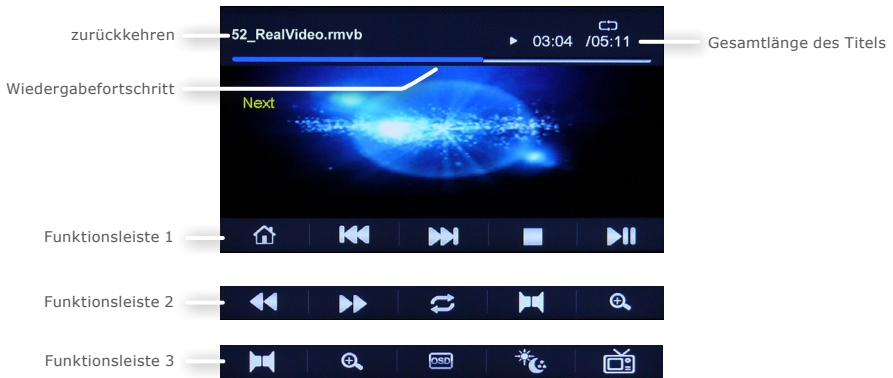 zurückkehren
52_RealVideo.rmvb
03:04 /05:11
Gesamtlänge des Titels
Wiedergabefortschritt
Next
Funktionsleiste 1
Funktionsleiste 2
Funktionsleiste 3
OSD